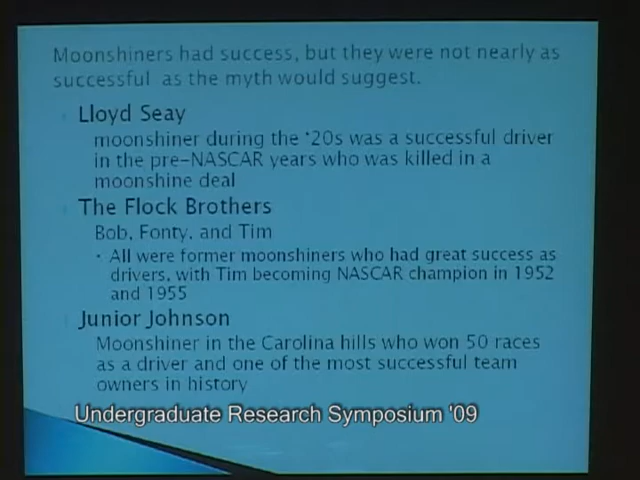 Moonshiners had success, but they were not nearly as
successful as the myth would suggest.
Lloyd Seay
moonshiner during the '20s was a successful driver
in the pre-NASCAR years who was killed in a
moonshine deal
The Flock Brothers
Bob, Fonty, and Tim
• All were former moonshiners who had great success as
drivers, with Tim becoming NASCAR champion in 1952
and 1955
Junior Johnson
Moonshiner in the Carolina hills who won 50 races
as a driver and one of the most successful team
owners in history
Undergraduate Research Symposium '09